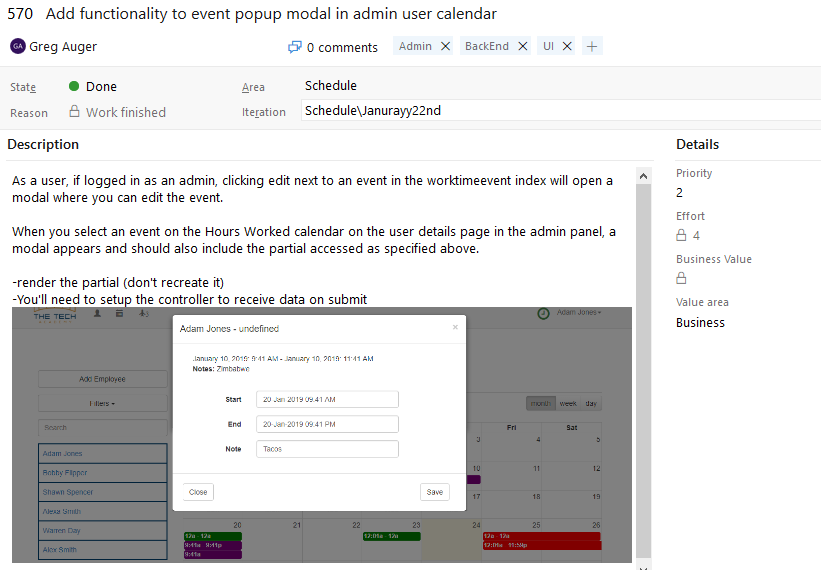 570 Add functionality to event popup modal in admin user calendar
GA Greg Auger
0 comments
Admin
BackEnd
UI
State Done
Area Schedule
Reason Work finished
Iteration Schedule\Janurayy22nd
Description
As a user, if logged in as an admin, clicking edit next to an event in the worktimeevent index will open a
modal where you can edit the event.
When you select an event on the Hours Worked calendar on the user details page in the admin panel, a
modal appears and should also include the partial accessed as specified above.
-render the partial (don't recreate it)
-You'll need to setup the controller to receive data on submit
THE TECH
J Adam Jones
Adam Jones - undefined
×
January 10, 2019: 9:41 AM - January 10, 2019: 11:41 AM
Notes: Zimbabwe
Start 20 Jan 2019 09:41 AM
End 20-Jan-2019 09:41 PM
Note Tacos
Close
Save
Add Employee
Filters
Search
Adam Jones
Bobby Flipper
Shawn Spencer
Alexa Smith
Warren Day
Alex Smith
month week day
Fri Sat
3 4 5
10 11 12
17 18 19
20 21 22 23 24 25 26
12a - 12a
12:01a - 12a
12a - 12a
9:41a - 9:41p
12:01a - 11:59p
9:41a
Details
Priority
2
Effort
4
Business Value
Value area
Business